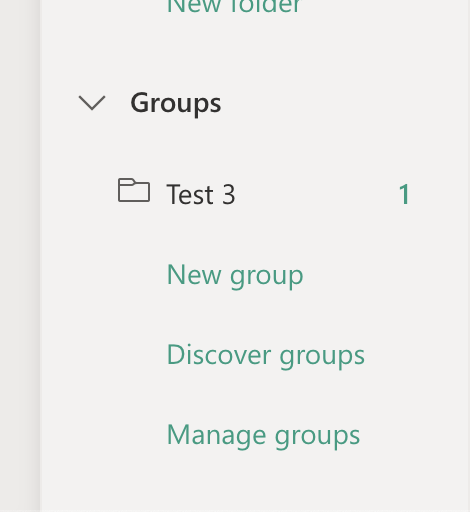 New folder
Groups
Test 3 1
New group
Discover groups
Manage groups